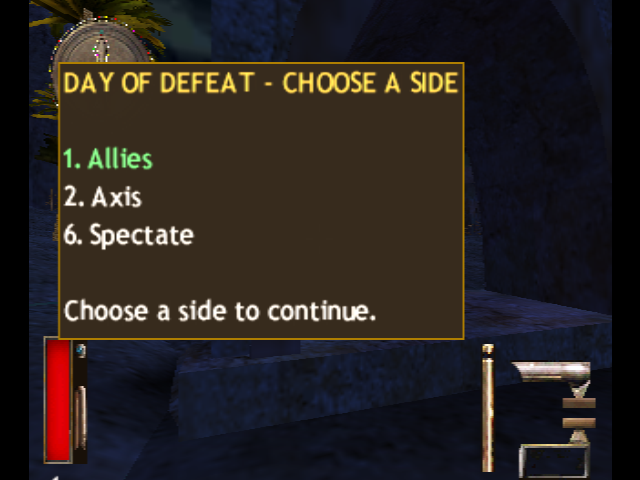 DAY OF DEFEAT - CHOOSE A SIDE
1. Allies
2. Axis
6. Spectate
Choose a side to continue.